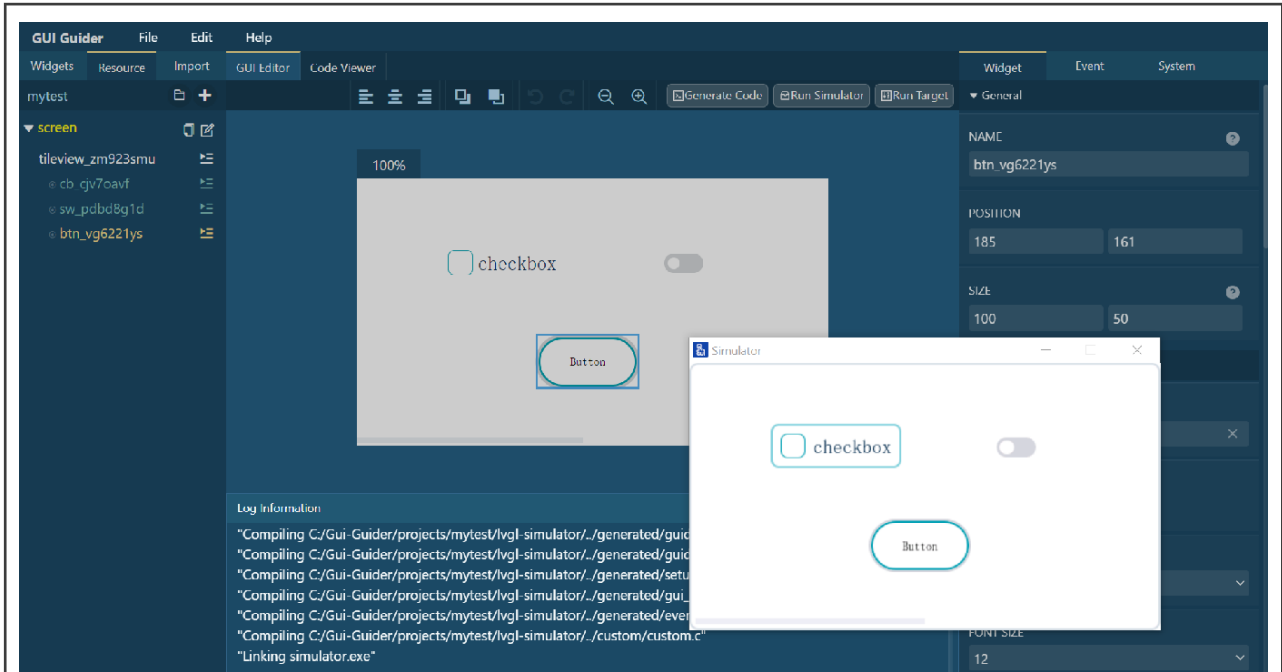 GUI Guider File Edit Help
Widgets Resource Import GUI Editor Code Viewer Widget Event System
mytest Generate Code Run Simulator Run Target General
screen
NAME
tileview_zm923smu
100%
btn_vg6221ys
cb_cjv7oavf
sw_pdbd8g1d
POSITION
btn_vg6221ys
185 161
checkbox
SIZE
100 50
Button
Simulator
checkbox
Log Information
"Compiling C:/Gui-Guider/projects/mytest/lvgl-simulator/../generated/guid
"Compiling C:/Gui-Guider/projects/mytest/lvgl-simulator/../generated/guid
Button
"Compiling C:/Gui-Guider/projects/mytest/lvgl-simulator/../generated/setu
"Compiling C:/Gui-Guider/projects/mytest/lvgl-simulator/../generated/gui_
"Compiling C:/Gui-Guider/projects/mytest/lvgl-simulator/../generated/even
"Compiling C:/Gui-Guider/projects/mytest/lvgl-simulator/../custom/custom.c"
FONT SIZE
"Linking simulator.exe"
12